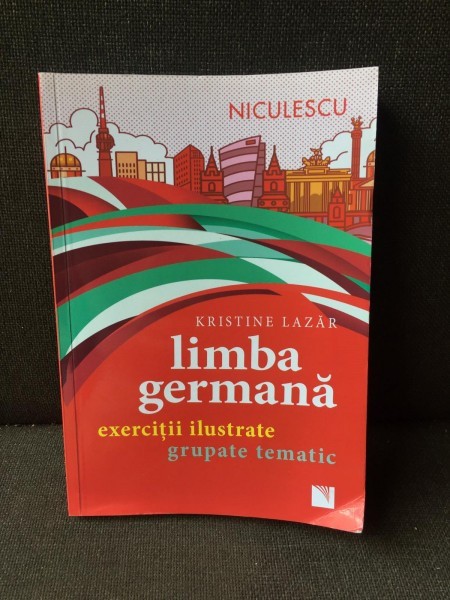 NICULESCU
KRISTINE LAZĂR
limba
germană
exerciții ilustrate
grupate tematic